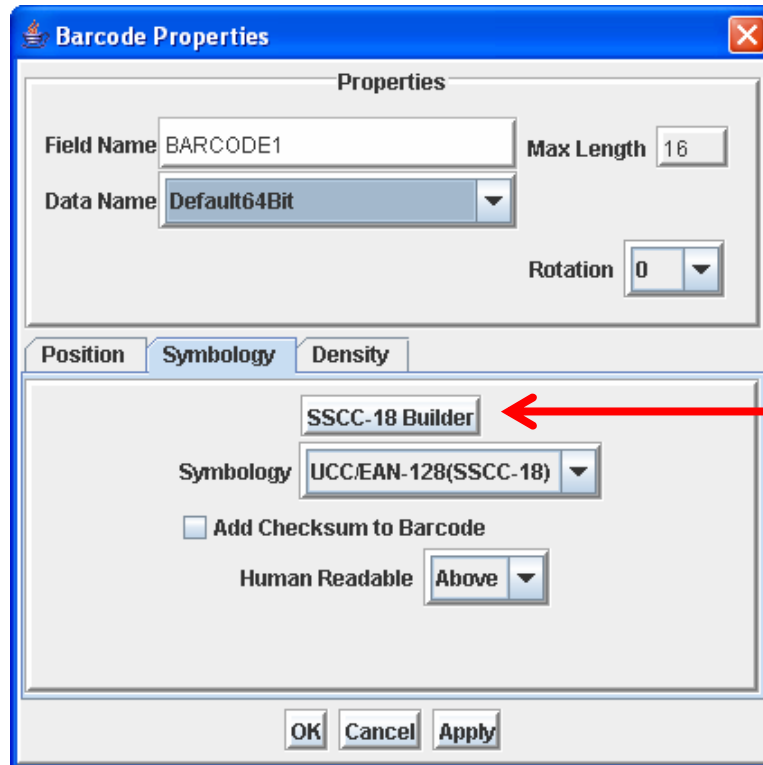 Barcode Properties
Properties
Field Name BARCODE1 Max Length 16
Data Name Default64Bit
Rotation 0
Position Symbology Density
SSCC-18 Builder
Symbology UCC/EAN-128(SSCC-18)
Add Checksum to Barcode
Human Readable Above
OK Cancel Apply